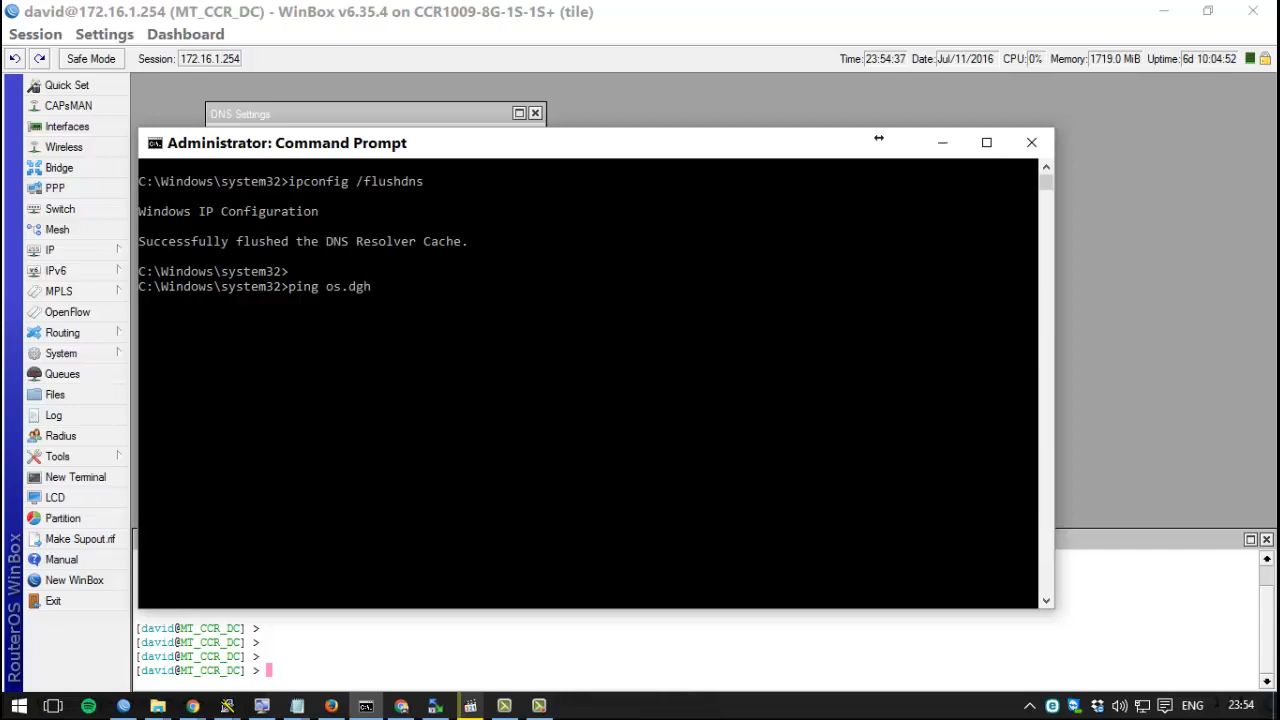 david@172.16.1.254 (MT_CCR_DC) - WinBox v6.35.4 on CCR1009-8G-1S-1S+ (tile)
Session Settings Dashboard
Safe Mode Session: 172.16.1.254 Time: 23:54:37 Date: Jul/11/2016 CPU: 0% Memory: 1719.0 MiB Uptime: 6d 10:04:52
RouterOS WinBox
Quick Set
CAPsMAN
Interfaces
Wireless
Bridge
PPP
Switch
Mesh
IP
IPv6
MPLS
OpenFlow
Routing
System
Queues
Files
Log
Radius
Tools
New Terminal
LCD
Partition
Make Supout.rif
Manual
New WinBox
Exit
DNS Settings
Administrator: Command Prompt
C:\Windows\system32>ipconfig /flushdns
Windows IP Configuration
Successfully flushed the DNS Resolver Cache.
C:\Windows\system32>
C:\Windows\system32>ping os.dgh
[david@MT_CCR_DC] >
[david@MT_CCR_DC] >
[david@MT_CCR_DC] >
[david@MT_CCR_DC] >
ENG 23:54